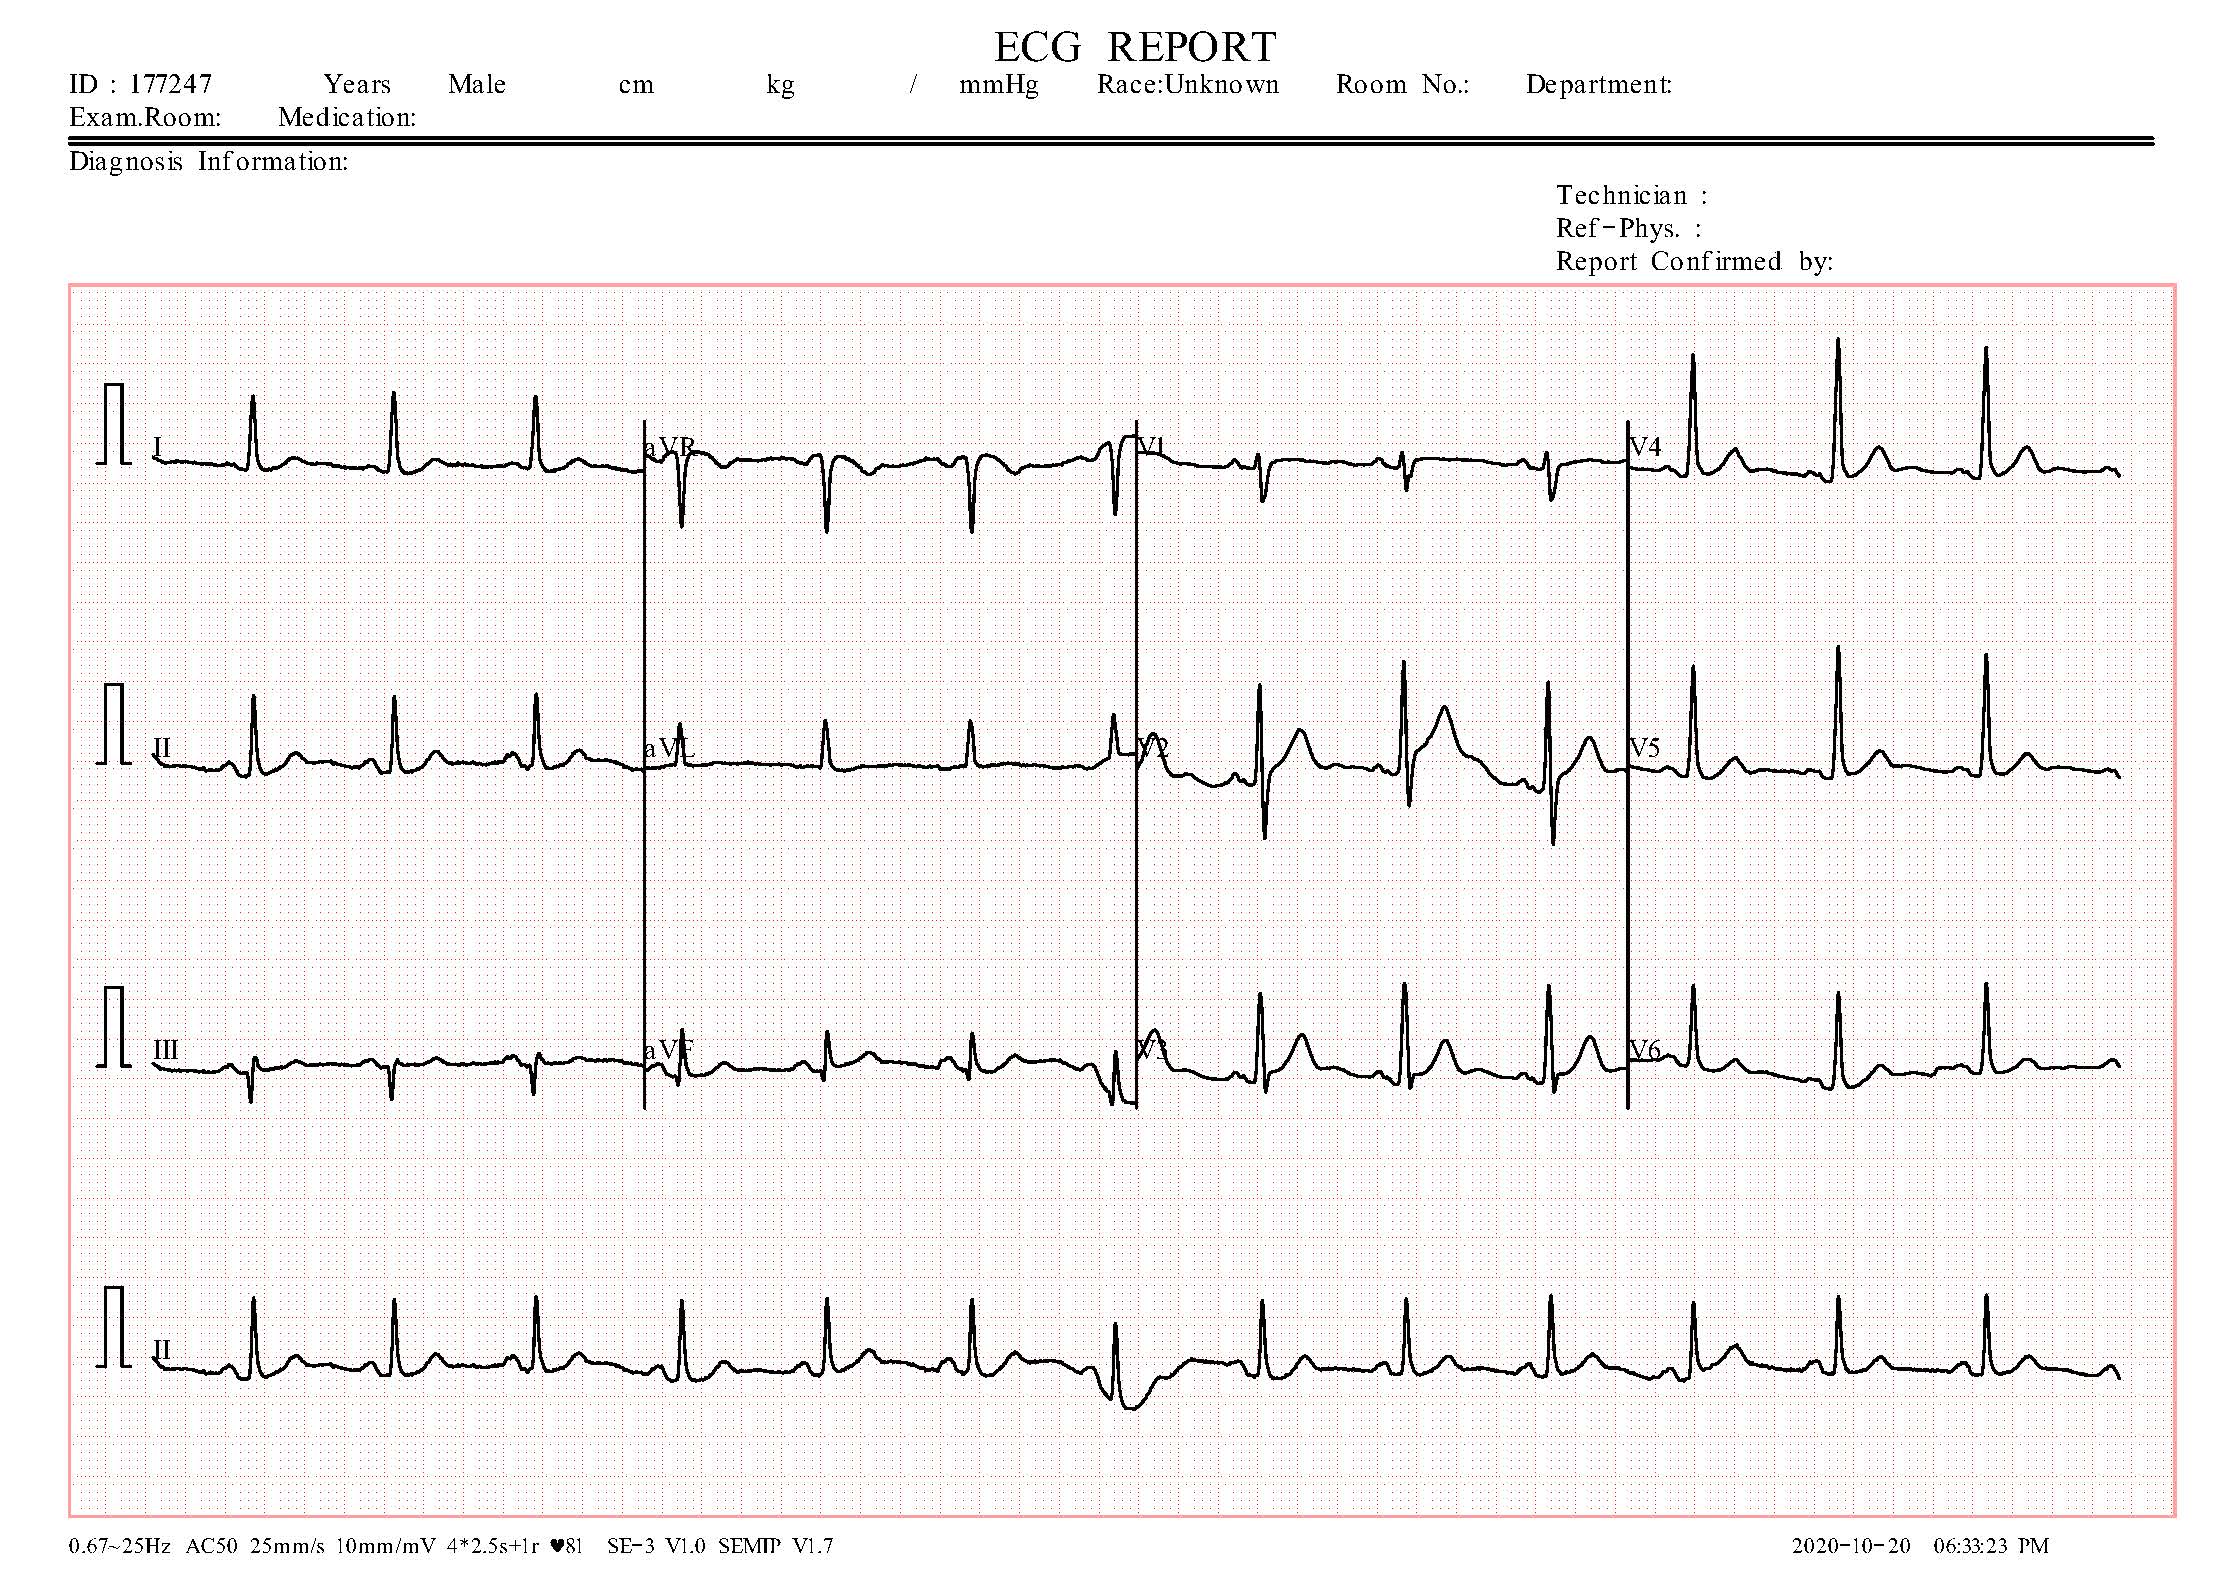 ECG REPORT
ID : 177247 Years Male cm kg / mmHg Race:Unknown Room No.: Department:
Exam.Room: Medication:
Diagnosis Information:
Technician :
Ref-Phys. :
Report Confirmed by:
I aVR V1 V4
II aVL V2 V5
III aVF V3 V6
II
0.67~25Hz AC50 25mm/s 10mm/mV 4*2.5s+1r ♥81 SE-3 V1.0 SEMIP V1.7 2020-10-20 06:33:23 PM